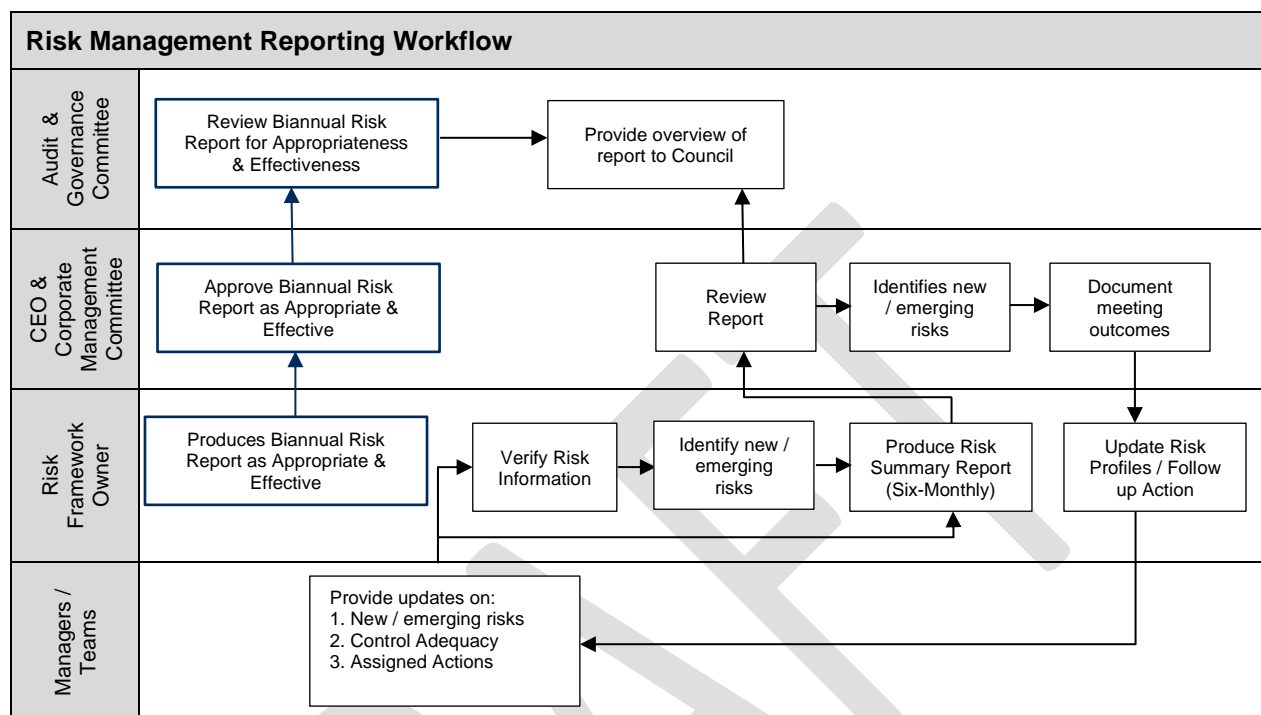 Risk Management Reporting Workflow
Audit &
Governance
Committee
Review Biannual Risk
Report for Appropriateness
& Effectiveness
Provide overview of
report to Council
CEO &
Corporate
Management
Committee
Approve Biannual Risk
Report as Appropriate &
Effective
Review
Report
Identifies new
/ emerging
risks
Document
meeting
outcomes
Risk
Framework
Owner
Produces Biannual Risk
Report as Appropriate &
Effective
Verify Risk
Information
Identify new /
emerging
risks
Produce Risk
Summary Report
(Six-Monthly)
Update Risk
Profiles / Follow
up Action
Managers /
Teams
Provide updates on:
1. New / emerging risks
2. Control Adequacy
3. Assigned Actions